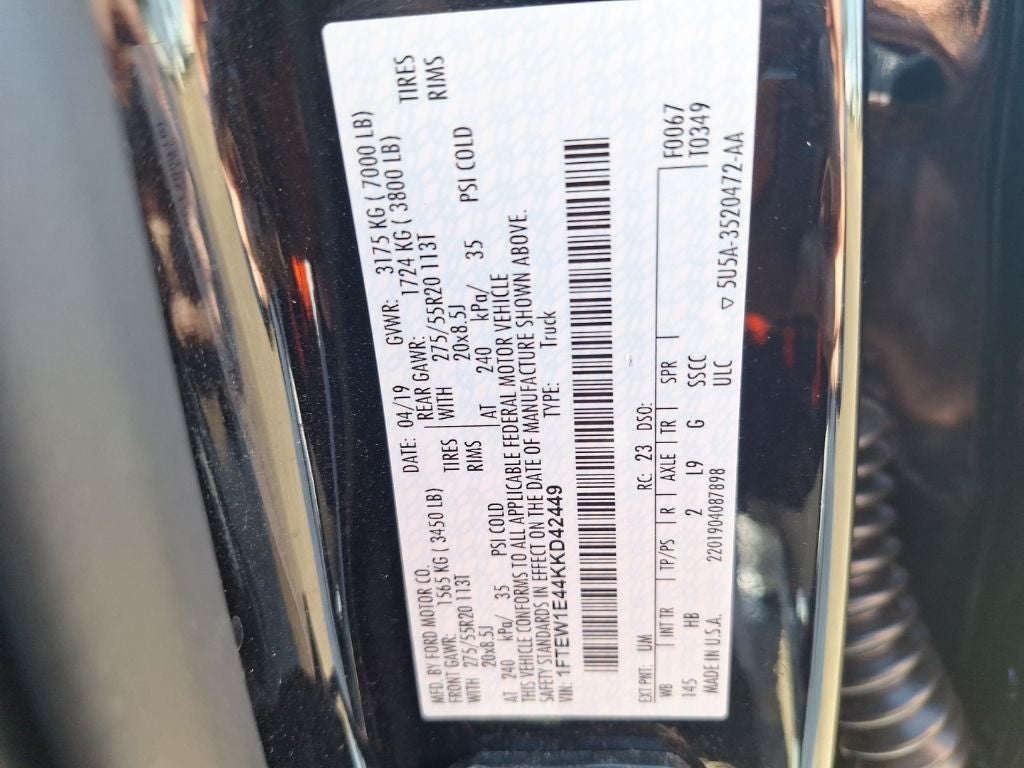 MFD. BY FORD MOTOR CO.
DATE: 04/19 GVWR: 3175 KG ( 7000 LB)
FRONT GAWR: 1565 KG ( 3450 LB) REAR GAWR: 1724 KG ( 3800 LB)
WITH 275/55R20 113T TIRES WITH 275/55R20 113T TIRES
20x8.5J RIMS 20x8.5J RIMS
AT 240 kPa/ 35 PSI COLD AT 240 kPa/ 35 PSI COLD
THIS VEHICLE CONFORMS TO ALL APPLICABLE FEDERAL MOTOR VEHICLE
SAFETY STANDARDS IN EFFECT ON THE DATE OF MANUFACTURE SHOWN ABOVE.
VIN: 1FTEW1E44KKD42449 TYPE: Truck
EXT PNT: UM RC: 23 DSO:
WB INT TR TP/PS R AXLE TR SPR F0067
145 HB 2 L9 G SSCC T0349
MADE IN U.S.A. 220190408​7898 UIC
▽ 5U5A-3520472-AA